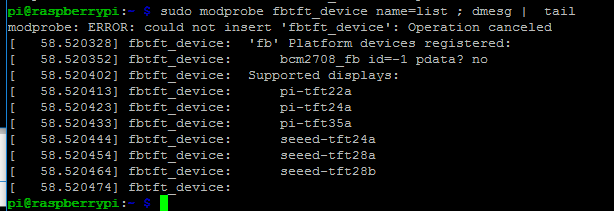 pi@raspberrypi:~ $ sudo modprobe fbtft_device name=list ; dmesg |  tail
modprobe: ERROR: could not insert 'fbtft_device': Operation canceled
[   58.520328] fbtft_device:  'fb' Platform devices registered:
[   58.520352] fbtft_device:      bcm2708_fb id=-1 pdata? no
[   58.520402] fbtft_device:  Supported displays:
[   58.520413] fbtft_device:      pi-tft22a
[   58.520423] fbtft_device:      pi-tft24a
[   58.520433] fbtft_device:      pi-tft35a
[   58.520444] fbtft_device:      seeed-tft24a
[   58.520454] fbtft_device:      seeed-tft28a
[   58.520464] fbtft_device:      seeed-tft28b
[   58.520474] fbtft_device:
pi@raspberrypi:~ $